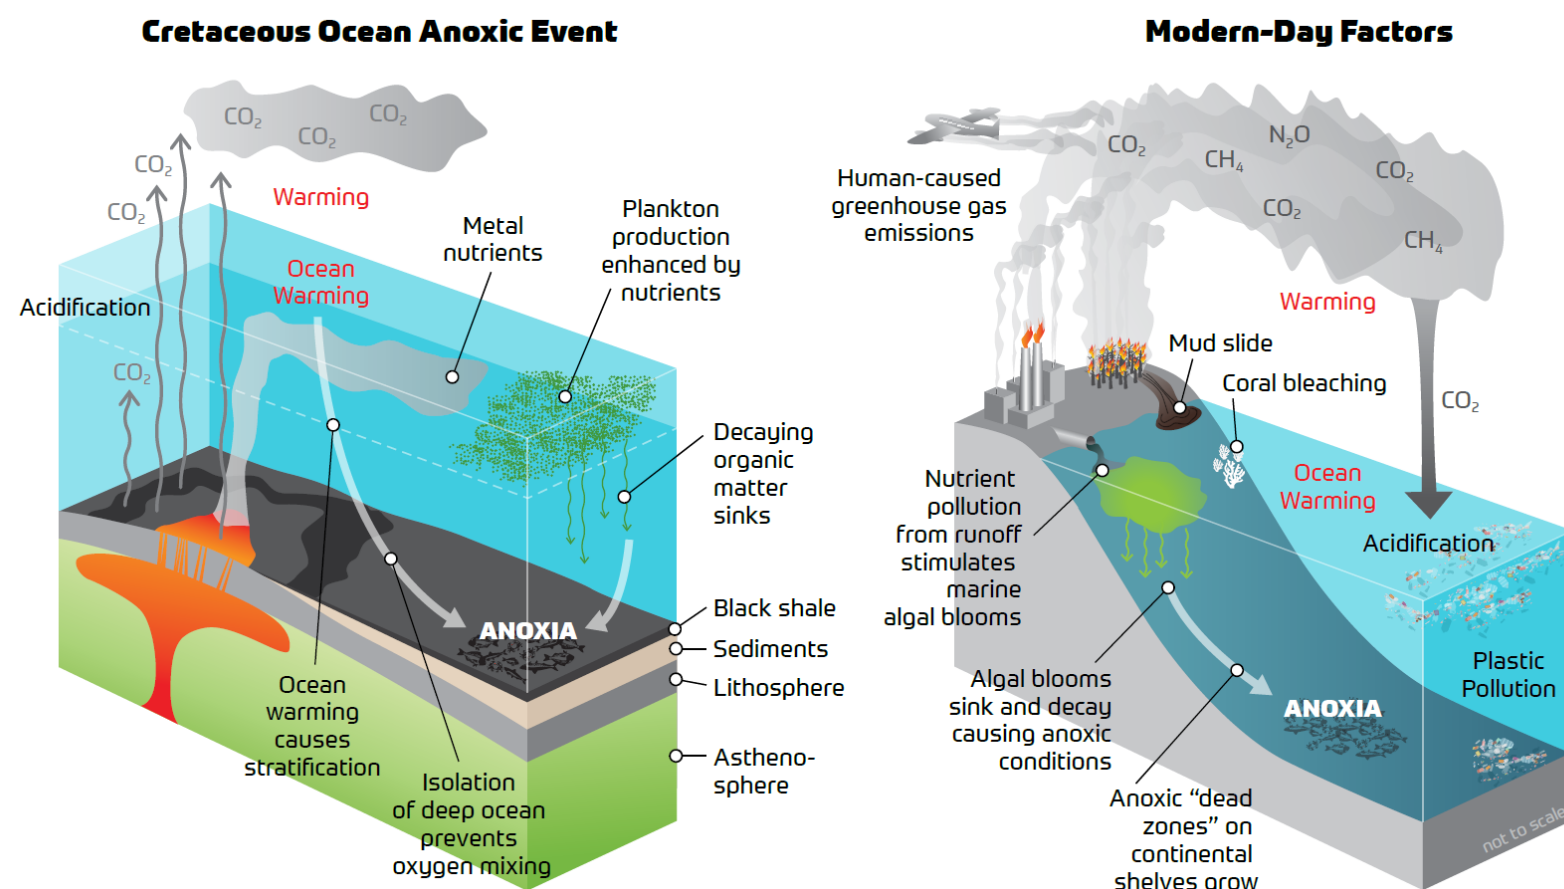 Cretaceous Ocean Anoxic Event
CO₂
CO₂
CO₂
CO₂
CO₂
CO₂
Warming
Ocean
Warming
Acidification
Metal
nutrients
Plankton
production
enhanced by
nutrients
Decaying
organic
matter
sinks
ANOXIA
Black shale
Sediments
Lithosphere
Astheno-
sphere
Ocean
warming
causes
stratification
Isolation
of deep ocean
prevents
oxygen mixing
Modern-Day Factors
Human-caused
greenhouse gas
emissions
CO₂
CH₄
N₂O
CO₂
CO₂
CH₄
Warming
CO₂
Mud slide
Coral bleaching
Ocean
Warming
Acidification
Nutrient
pollution
from runoff
stimulates
marine
algal blooms
Plastic
Pollution
Algal blooms
sink and decay
causing anoxic
conditions
ANOXIA
Anoxic “dead
zones” on
continental
shelves grow
not to scale